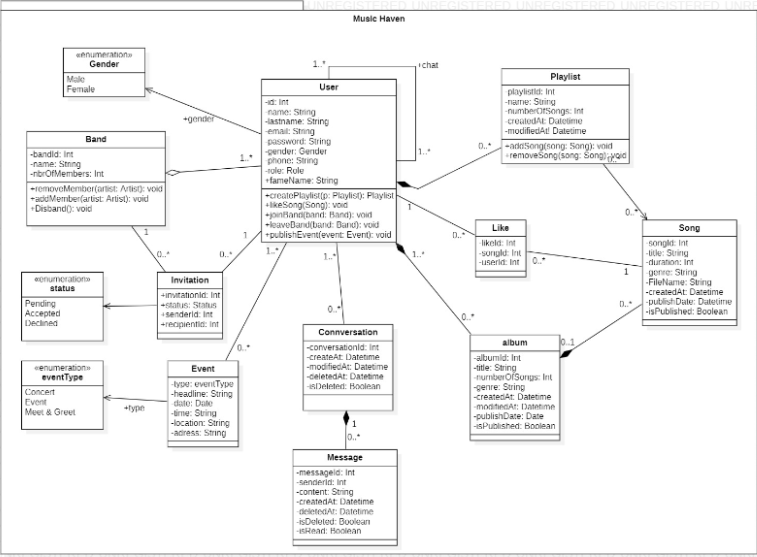 UNREGISTERED UNREGISTERED UNREGISTERED UNREGISTERED
Music Haven
«enumeration»
Gender
Male
Female
+gender
1..*
+chat
1..*
User
-id: Int
-name: String
-lastname: String
-email: String
-password: String
-gender: Gender
-phone: String
-role: Role
+fameName: String
+createPlaylist(p: Playlist): Playlist
+likeSong(Song): void
+joinBand(band: Band): void
+leaveBand(band: Band): void
+publishEvent(event: Event): void
Playlist
-playlistId: Int
-name: String
-numberOfSongs: Int
-createdAt: Datetime
-modifiedAt: Datetime
+addSong(song: Song): void
+removeSong(song: Song): void
0..*
0..*
0..*
Band
-bandId: Int
-name: String
-nbrOfMembers: Int
+removeMember(artist: Artist): void
+addMember(artist: Artist): void
+Disband(): void
1..*
1
0..*
1
0..*
Invitation
+invitationId: Int
+status: Status
+senderId: Int
+recipientId: Int
«enumeration»
status
Pending
Accepted
Declined
1
0..*
Like
-likeId: Int
-songId: Int
-userId: Int
0..*
1
Song
-songId: Int
-title: String
-duration: Int
-genre: String
-FileName: String
-createdAt: Datetime
-publishDate: Datetime
-isPublished: Boolean
0..*
0..1
1..*
0..*
album
-albumId: Int
-title: String
-numberOfSongs: Int
-genre: String
-createdAt: Datetime
-modifiedAt: Datetime
-publishDate: Date
-isPublished: Boolean
1..*
0..*
Event
-type: eventType
-headline: String
-date: Date
-time: String
-location: String
-adress: String
«enumeration»
eventType
Concert
Event
Meet & Greet
+type
1..*
0..*
Connversation
-conversationId: Int
-createAt: Datetime
-modifiedAt: Datetime
-deletedAt: Datetime
-isDeleted: Boolean
1
0..*
Message
-messageId: Int
-senderId: Int
-content: String
-createdAt: Datetime
-deletedAt: Datetime
-isDeleted: Boolean
-isRead: Boolean